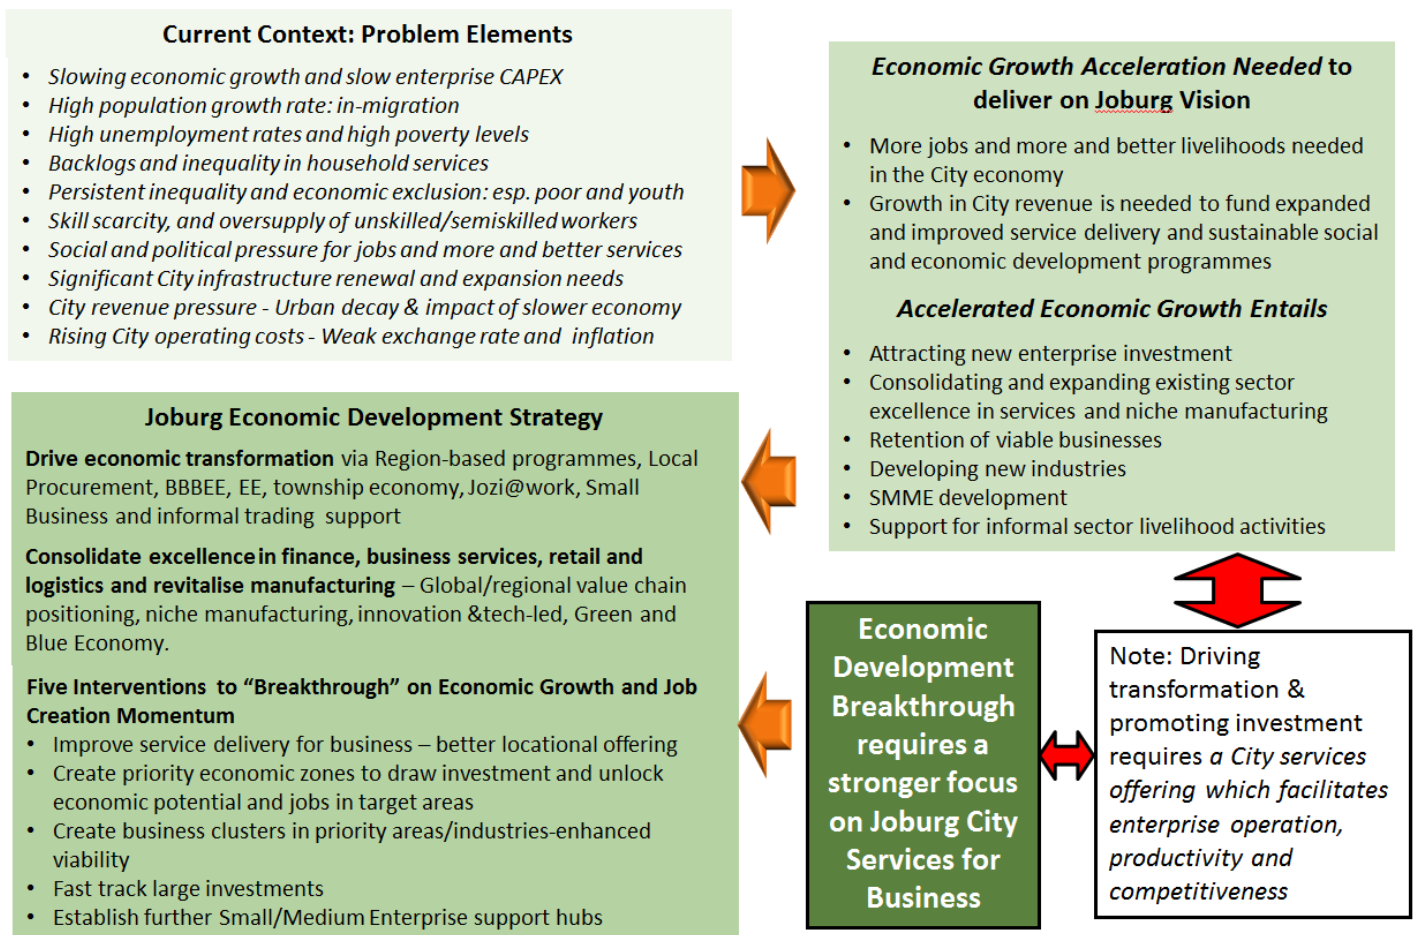 Current Context: Problem Elements
• Slowing economic growth and slow enterprise CAPEX
• High population growth rate: in-migration
• High unemployment rates and high poverty levels
• Backlogs and inequality in household services
• Persistent inequality and economic exclusion: esp. poor and youth
• Skill scarcity, and oversupply of unskilled/semiskilled workers
• Social and political pressure for jobs and more and better services
• Significant City infrastructure renewal and expansion needs
• City revenue pressure - Urban decay & impact of slower economy
• Rising City operating costs - Weak exchange rate and inflation
Economic Growth Acceleration Needed to
deliver on Joburg Vision
• More jobs and more and better livelihoods needed
in the City economy
• Growth in City revenue is needed to fund expanded
and improved service delivery and sustainable social
and economic development programmes
Accelerated Economic Growth Entails
• Attracting new enterprise investment
• Consolidating and expanding existing sector
excellence in services and niche manufacturing
• Retention of viable businesses
• Developing new industries
• SMME development
• Support for informal sector livelihood activities
Joburg Economic Development Strategy
Drive economic transformation via Region-based programmes, Local
Procurement, BBBEE, EE, township economy, Jozi@work, Small
Business and informal trading support
Consolidate excellence in finance, business services, retail and
logistics and revitalise manufacturing – Global/regional value chain
positioning, niche manufacturing, innovation &tech-led, Green and
Blue Economy.
Five Interventions to “Breakthrough” on Economic Growth and Job
Creation Momentum
• Improve service delivery for business – better locational offering
• Create priority economic zones to draw investment and unlock
economic potential and jobs in target areas
• Create business clusters in priority areas/industries-enhanced
viability
• Fast track large investments
• Establish further Small/Medium Enterprise support hubs
Economic
Development
Breakthrough
requires a
stronger focus
on Joburg City
Services for
Business
Note: Driving
transformation &
promoting investment
requires a City services
offering which facilitates
enterprise operation,
productivity and
competitiveness